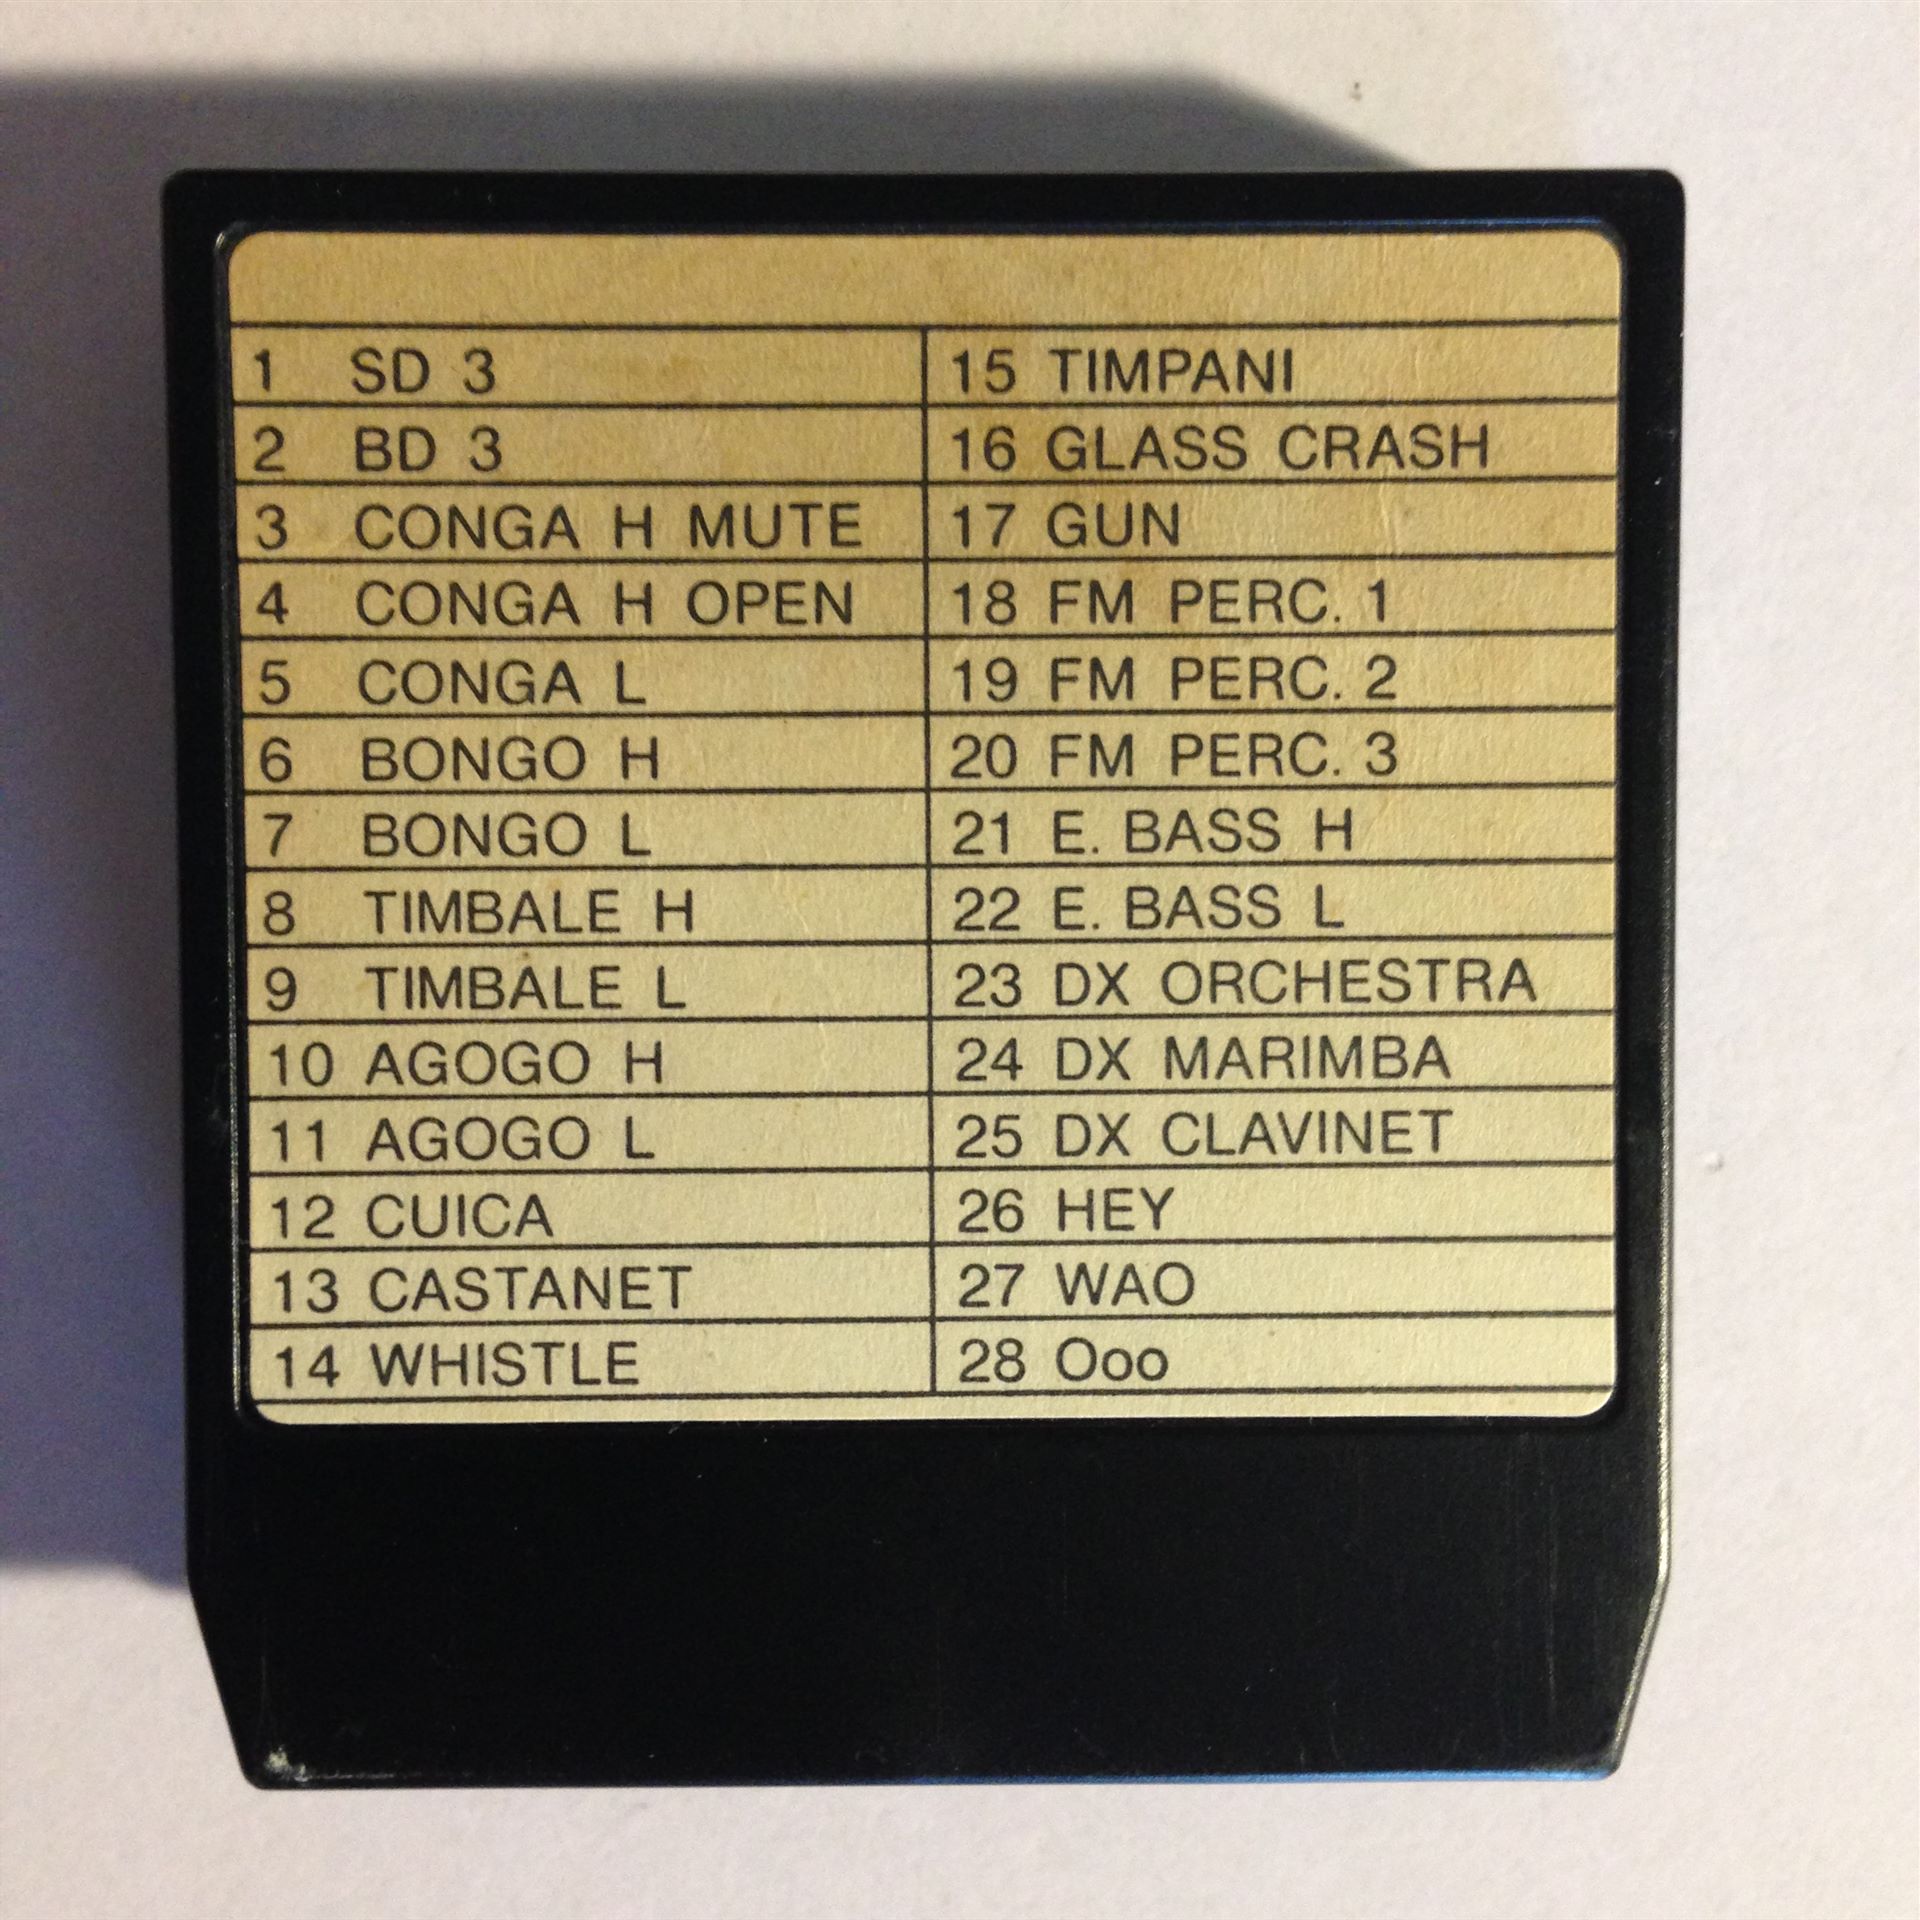 1 SD 3
2 BD 3
3 CONGA H MUTE
4 CONGA H OPEN
5 CONGA L
6 BONGO H
7 BONGO L
8 TIMBALE H
9 TIMBALE L
10 AGOGO H
11 AGOGO L
12 CUICA
13 CASTANET
14 WHISTLE
15 TIMPANI
16 GLASS CRASH
17 GUN
18 FM PERC. 1
19 FM PERC. 2
20 FM PERC. 3
21 E. BASS H
22 E. BASS L
23 DX ORCHESTRA
24 DX MARIMBA
25 DX CLAVINET
26 HEY
27 WAO
28 Ooo